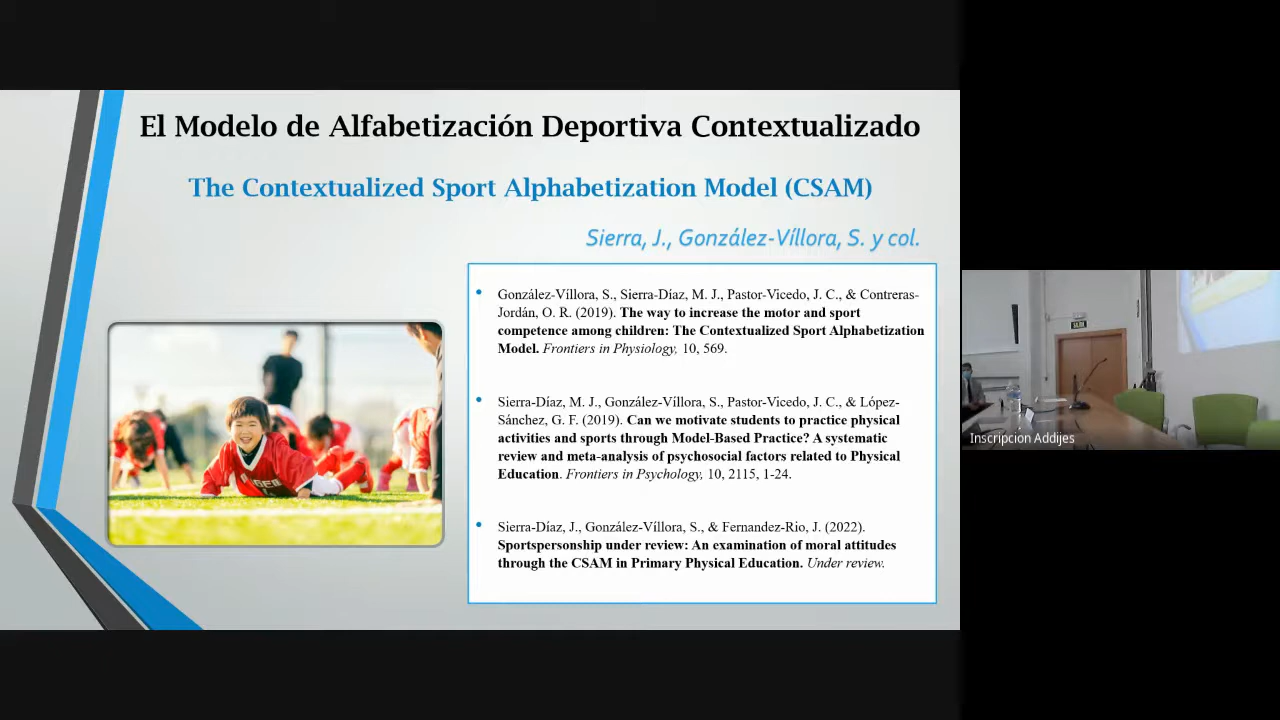 El Modelo de Alfabetización Deportiva Contextualizado
The Contextualized Sport Alphabetization Model (CSAM)
Sierra, J., González-Víllora, S. y col.
• González-Víllora, S., Sierra-Díaz, M. J., Pastor-Vicedo, J. C., & Contreras-
Jordán, O. R. (2019). The way to increase the motor and sport
competence among children: The Contextualized Sport Alphabetization
Model. Frontiers in Physiology, 10, 569.
• Sierra-Díaz, M. J., González-Víllora, S., Pastor-Vicedo, J. C., & López-
Sánchez, G. F. (2019). Can we motivate students to practice physical
activities and sports through Model-Based Practice? A systematic
review and meta-analysis of psychosocial factors related to Physical
Education. Frontiers in Psychology, 10, 2115, 1-24.
• Sierra-Díaz, J., González-Víllora, S., & Fernandez-Rio, J. (2022).
Sportspersonship under review: An examination of moral attitudes
through the CSAM in Primary Physical Education. Under review.
Inscripcion Addijes